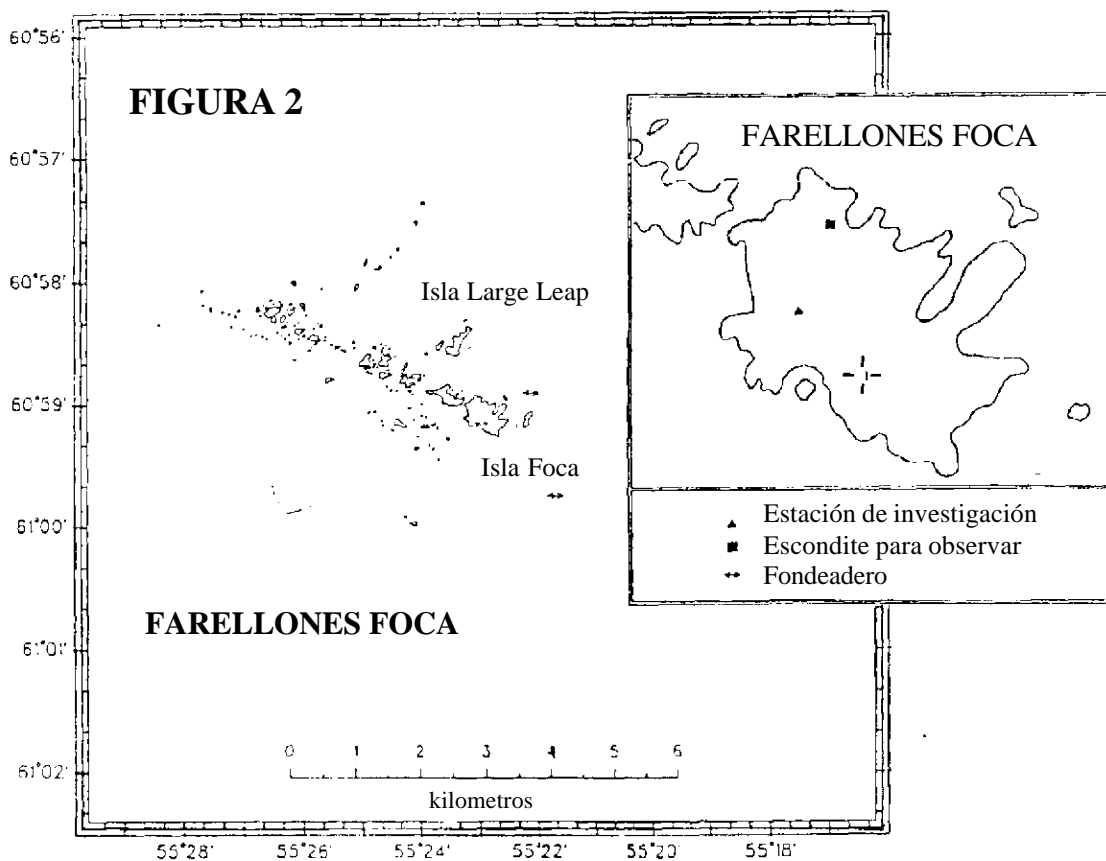 60°56'
FIGURA 2
FARELLONES FOCA
60°57'
60°58'
Isla Large Leap
60°59'
Isla Foca
61°00'
Estación de investigación
Escondite para observar
Fondeadero
FARELLONES FOCA
61°01'
0 1 2 3 4 5 6
61°02'
kilometros
55°28' 55°26' 55°24' 55°22' 55°20' 55°18'